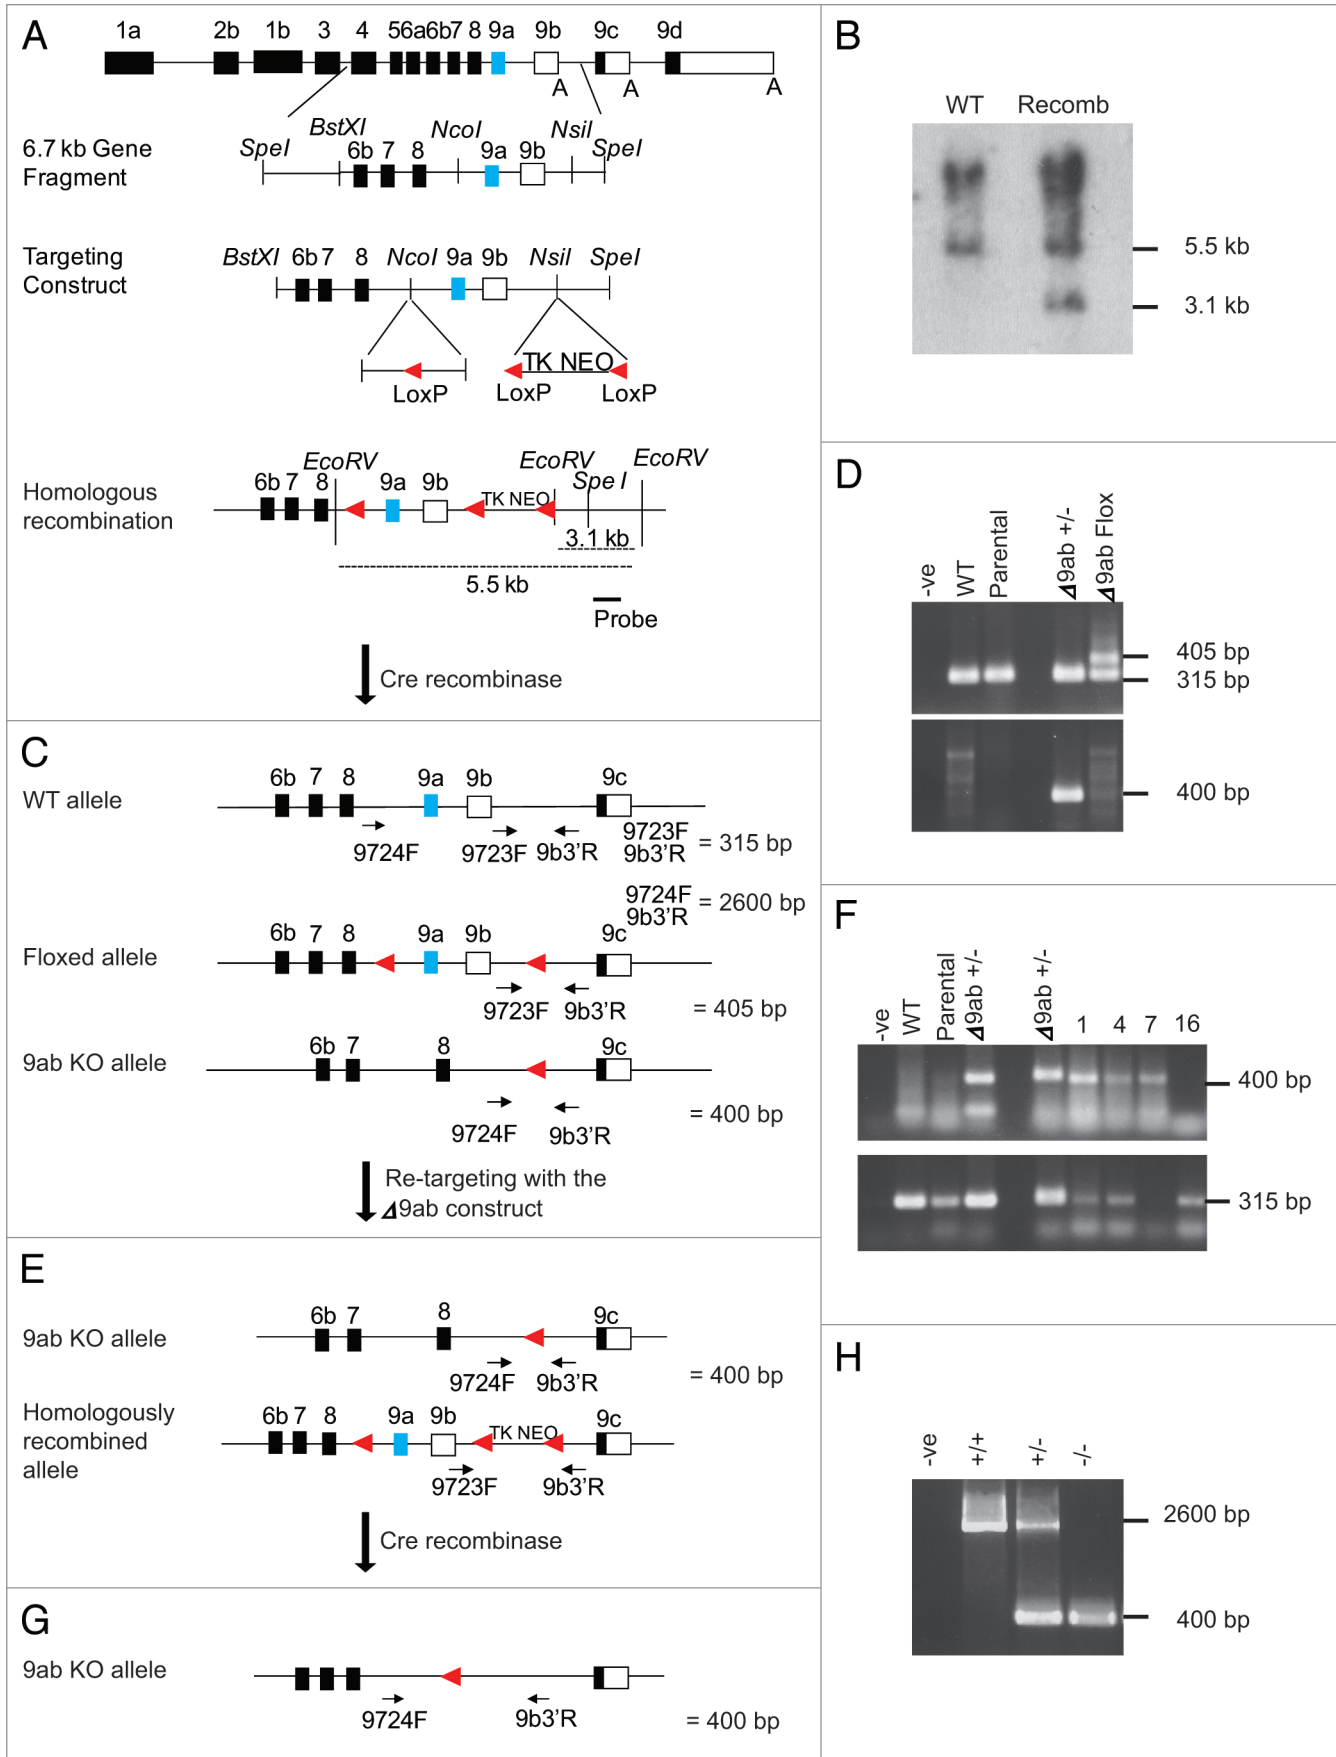 A
1a 2b 1b 3 4 56a6b7 8 9a 9b 9c 9d
A A A
6.7 kb Gene
Fragment
SpeI BstXI NcoI NsiI SpeI
6b 7 8 9a 9b
Targeting
Construct
BstXI 6b 7 8 NcoI 9a 9b NsiI SpeI
TK NEO
LoxP LoxP LoxP
Homologous
recombination
EcoRV EcoRV EcoRV
6b 7 8 9a 9b TK NEO Spe I
3.1 kb
5.5 kb
Probe
Cre recombinase
B
WT Recomb
5.5 kb
3.1 kb
C
WT allele
6b 7 8 9a 9b 9c
9724F 9723F 9b3'R
9723F
9b3'R = 315 bp
9724F
9b3'R = 2600 bp
Floxed allele
6b 7 8 9a 9b 9c
9723F 9b3'R = 405 bp
9ab KO allele
6b 7 8 9c
9724F 9b3'R = 400 bp
Re-targeting with the
Δ9ab construct
D
-ve WT Parental Δ9ab +/- Δ9ab Flox
405 bp
315 bp
400 bp
E
9ab KO allele
6b 7 8 9c
9724F 9b3'R = 400 bp
Homologously
recombined
allele
6b 7 8 9a 9b TK NEO 9c
9723F 9b3'R
Cre recombinase
F
-ve WT Parental Δ9ab +/- Δ9ab +/- 1 4 7 16
400 bp
315 bp
G
9ab KO allele
9724F 9b3'R = 400 bp
H
-ve +/+ +/- -/-
2600 bp
400 bp